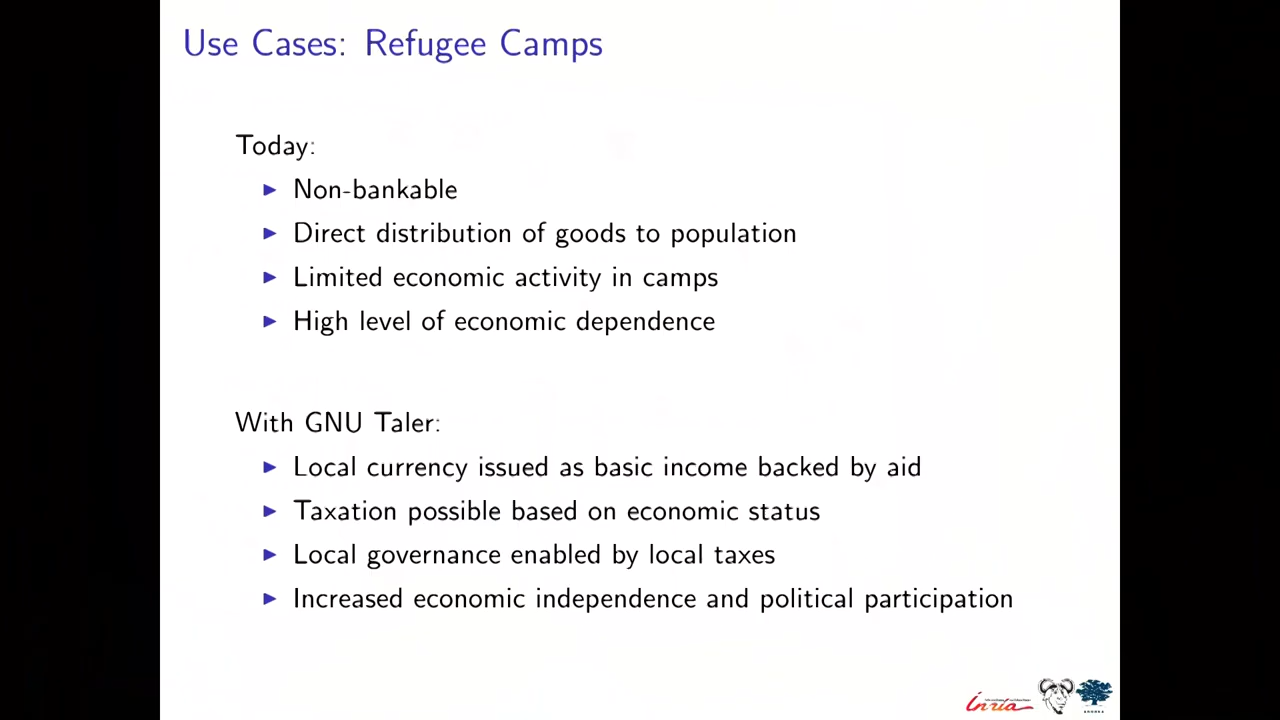 Use Cases: Refugee Camps
Today:
Non-bankable
Direct distribution of goods to population
Limited economic activity in camps
High level of economic dependence
With GNU Taler:
Local currency issued as basic income backed by aid
Taxation possible based on economic status
Local governance enabled by local taxes
Increased economic independence and political participation
Inria